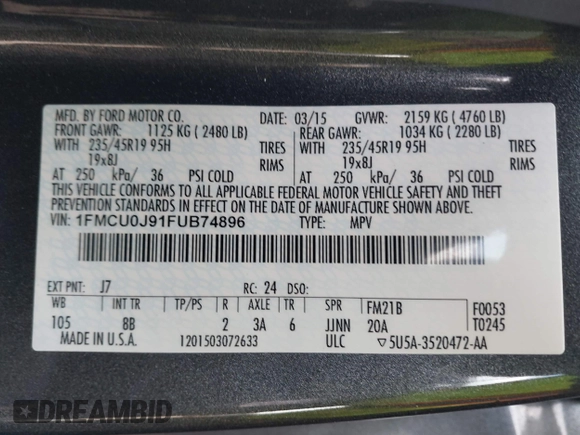 MFD. BY FORD MOTOR CO.
DATE: 03/15 GVWR: 2159 KG ( 4760 LB)
FRONT GAWR: 1125 KG ( 2480 LB) REAR GAWR: 1034 KG ( 2280 LB)
WITH 235/45R19 95H TIRES WITH 235/45R19 95H TIRES
19x8J RIMS 19x8J RIMS
AT 250 kPa/ 36 PSI COLD AT 250 kPa/ 36 PSI COLD
THIS VEHICLE CONFORMS TO ALL APPLICABLE FEDERAL MOTOR VEHICLE SAFETY AND THEFT
PREVENTION STANDARDS IN EFFECT ON THE DATE OF MANUFACTURE SHOWN ABOVE.
VIN: 1FMCU0J91FUB74896 TYPE: MPV
EXT PNT: J7 RC: 24 DSO:
WB INT TR TP/PS R AXLE TR SPR FM21B F0053
105 8B 2 3A 6 JJNN 20A T0245
MADE IN U.S.A. 1201503072633 ULC ▽5U5A-3520472-AA
DREAMBID